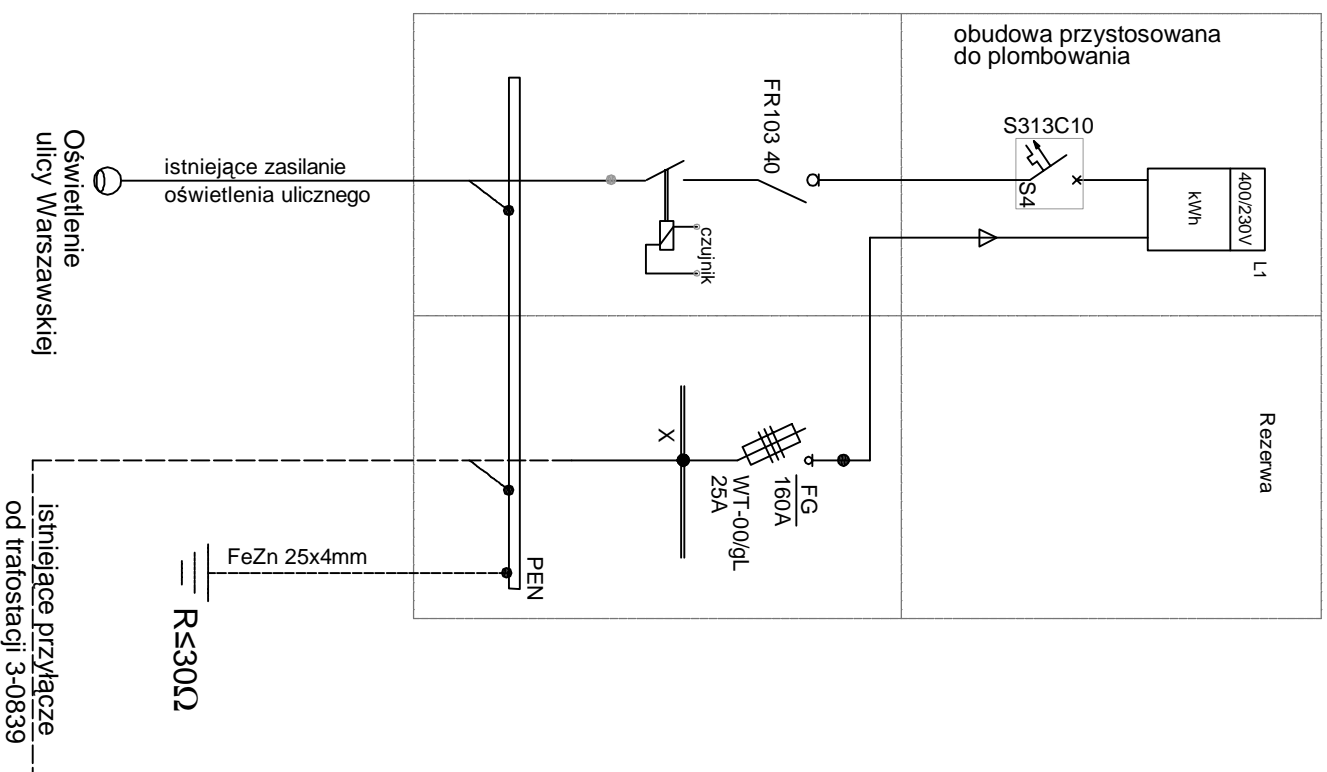 obudowa przystosowana
do plombowania
S313C10
S4
FR103 40
400/230V
kWh
L1
czujnik
istniejące zasilanie
oświetlenia ulicznego
Oświetlenie
ulicy Warszawskiej
Rezerwa
X
FG
160A
WT-00/gL
25A
PEN
FeZn 25x4mm
R≤30Ω
istniejące przyłącze
od trafostacji 3-0839